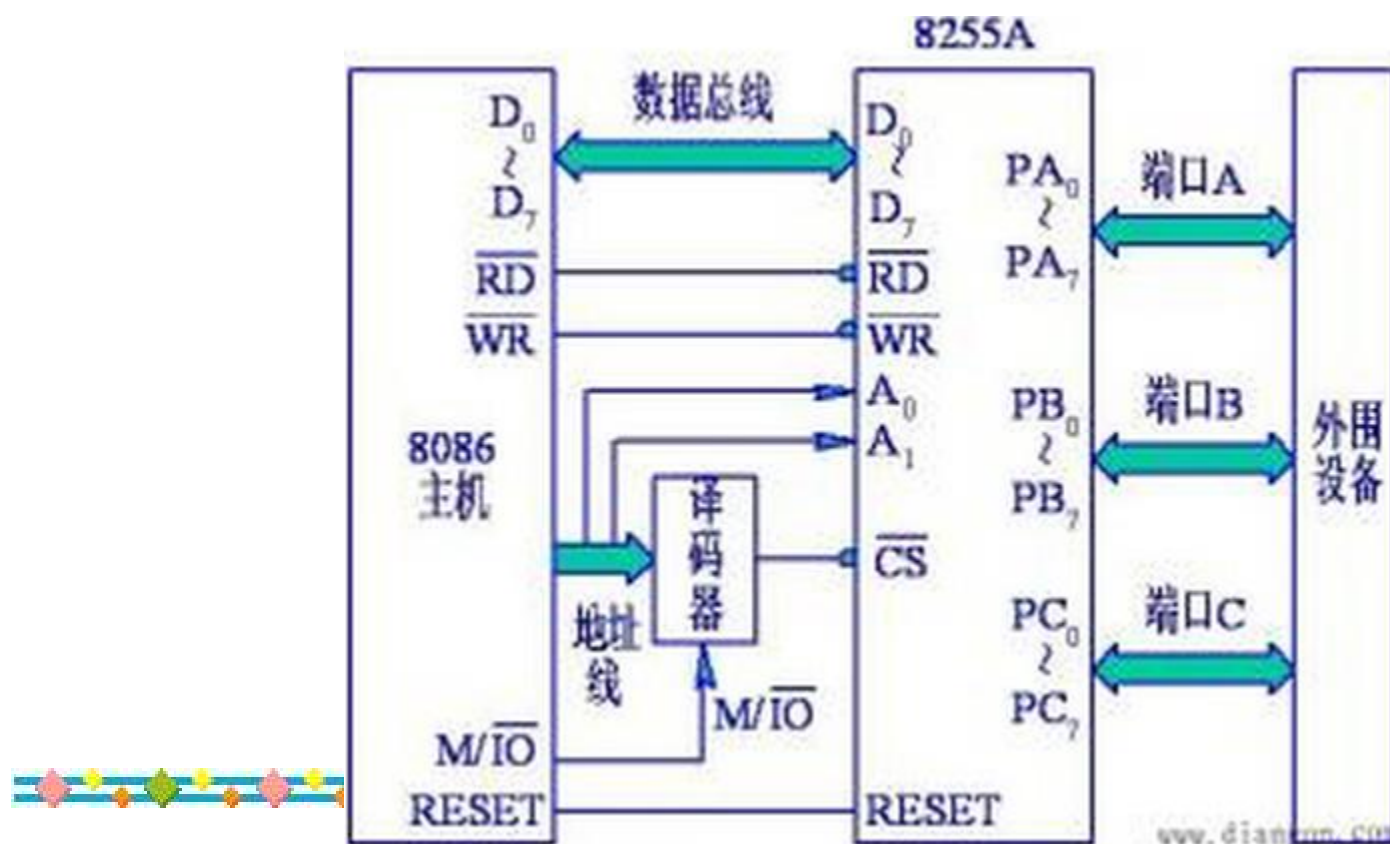 8255A
数据总线
D0
~
D7
RD
WR
8086
主机
地址
线
M/IO
RESET
译
码
器
M/IO
D0
~
D7
RD
WR
A0
A1
CS
RESET
PA0
~
PA7
PB0
~
PB7
PC0
~
PC7
端口A
端口B
端口C
外围
设备